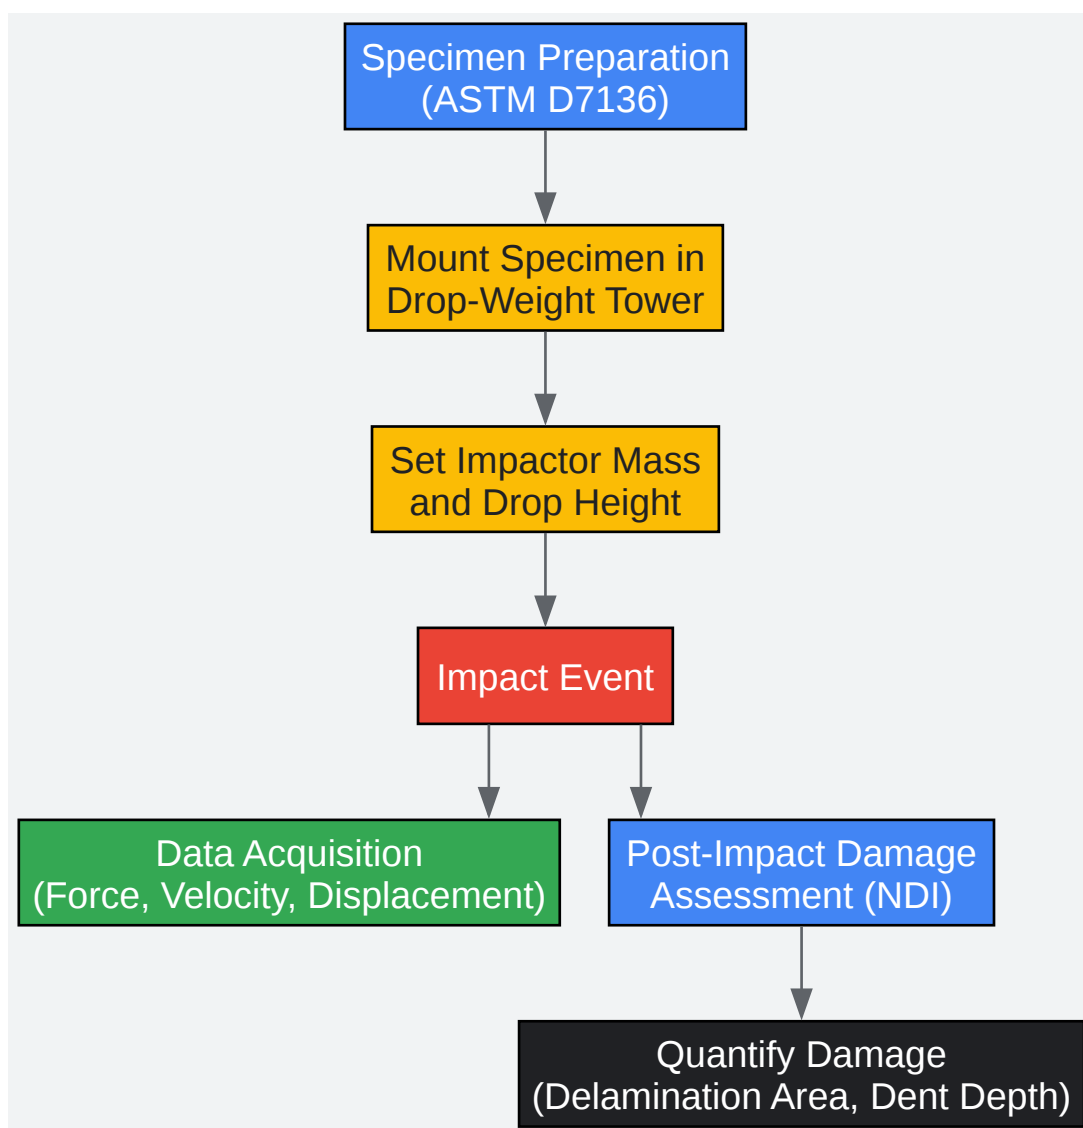 Specimen Preparation
(ASTM D7136)
Mount Specimen in
Drop-Weight Tower
Set Impactor Mass
and Drop Height
Impact Event
Data Acquisition
(Force, Velocity, Displacement)
Post-Impact Damage
Assessment (NDI)
Quantify Damage
(Delamination Area, Dent Depth)